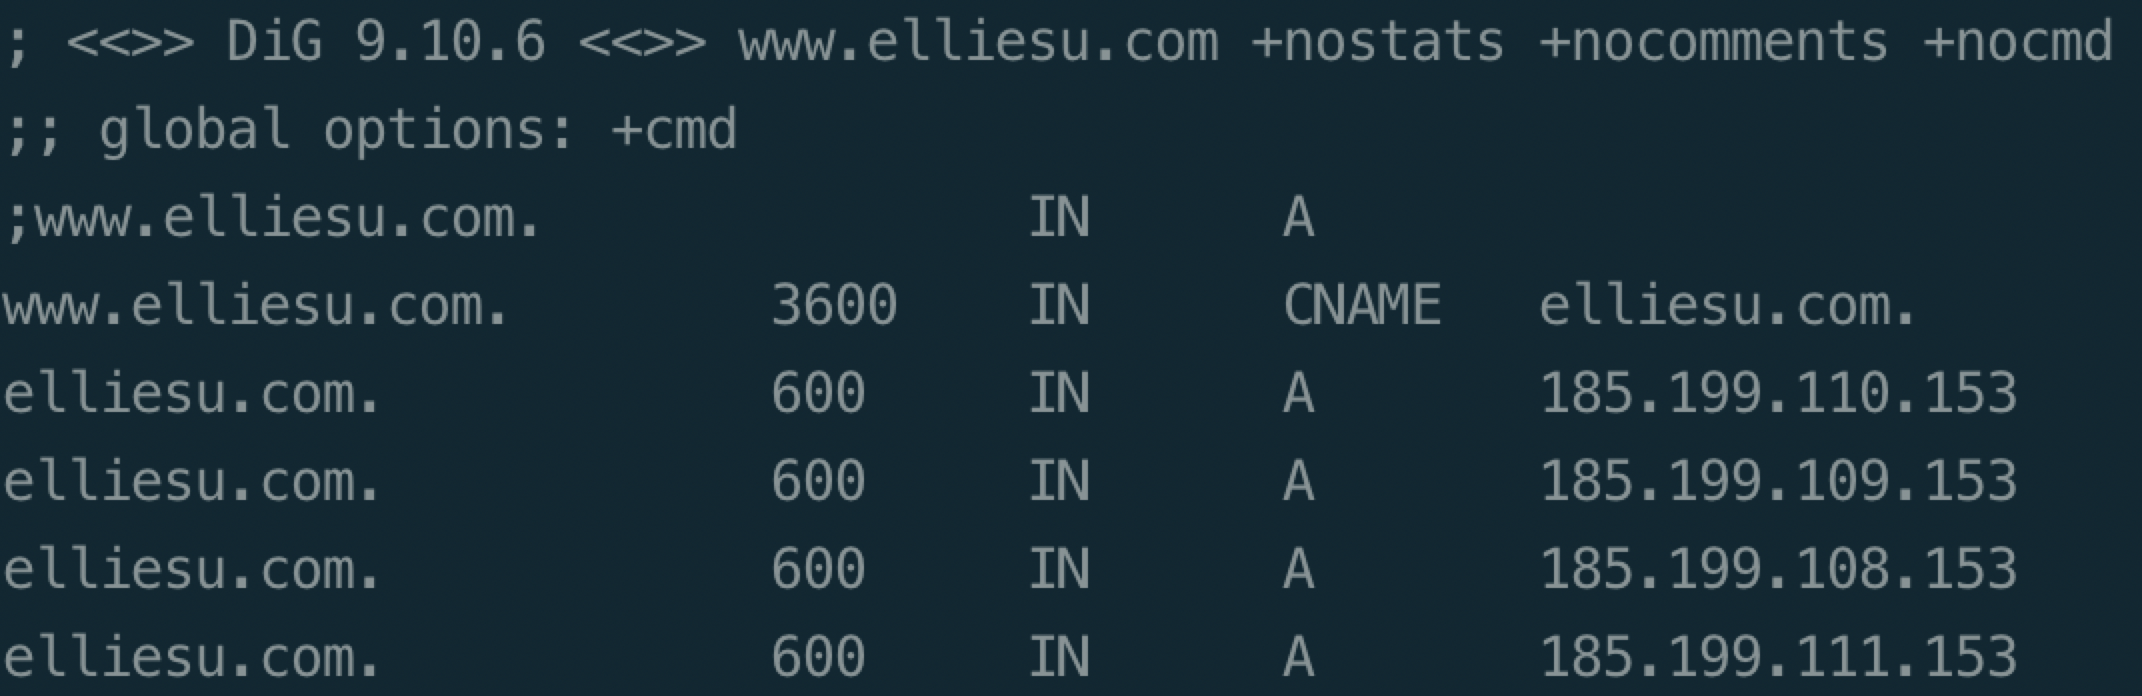 ; <<>> DiG 9.10.6 <<>> www.elliesu.com +nostats +nocomments +nocmd
;; global options: +cmd
;www.elliesu.com. IN A
www.elliesu.com. 3600 IN CNAME elliesu.com.
elliesu.com. 600 IN A 185.199.110.153
elliesu.com. 600 IN A 185.199.109.153
elliesu.com. 600 IN A 185.199.108.153
elliesu.com. 600 IN A 185.199.111.153